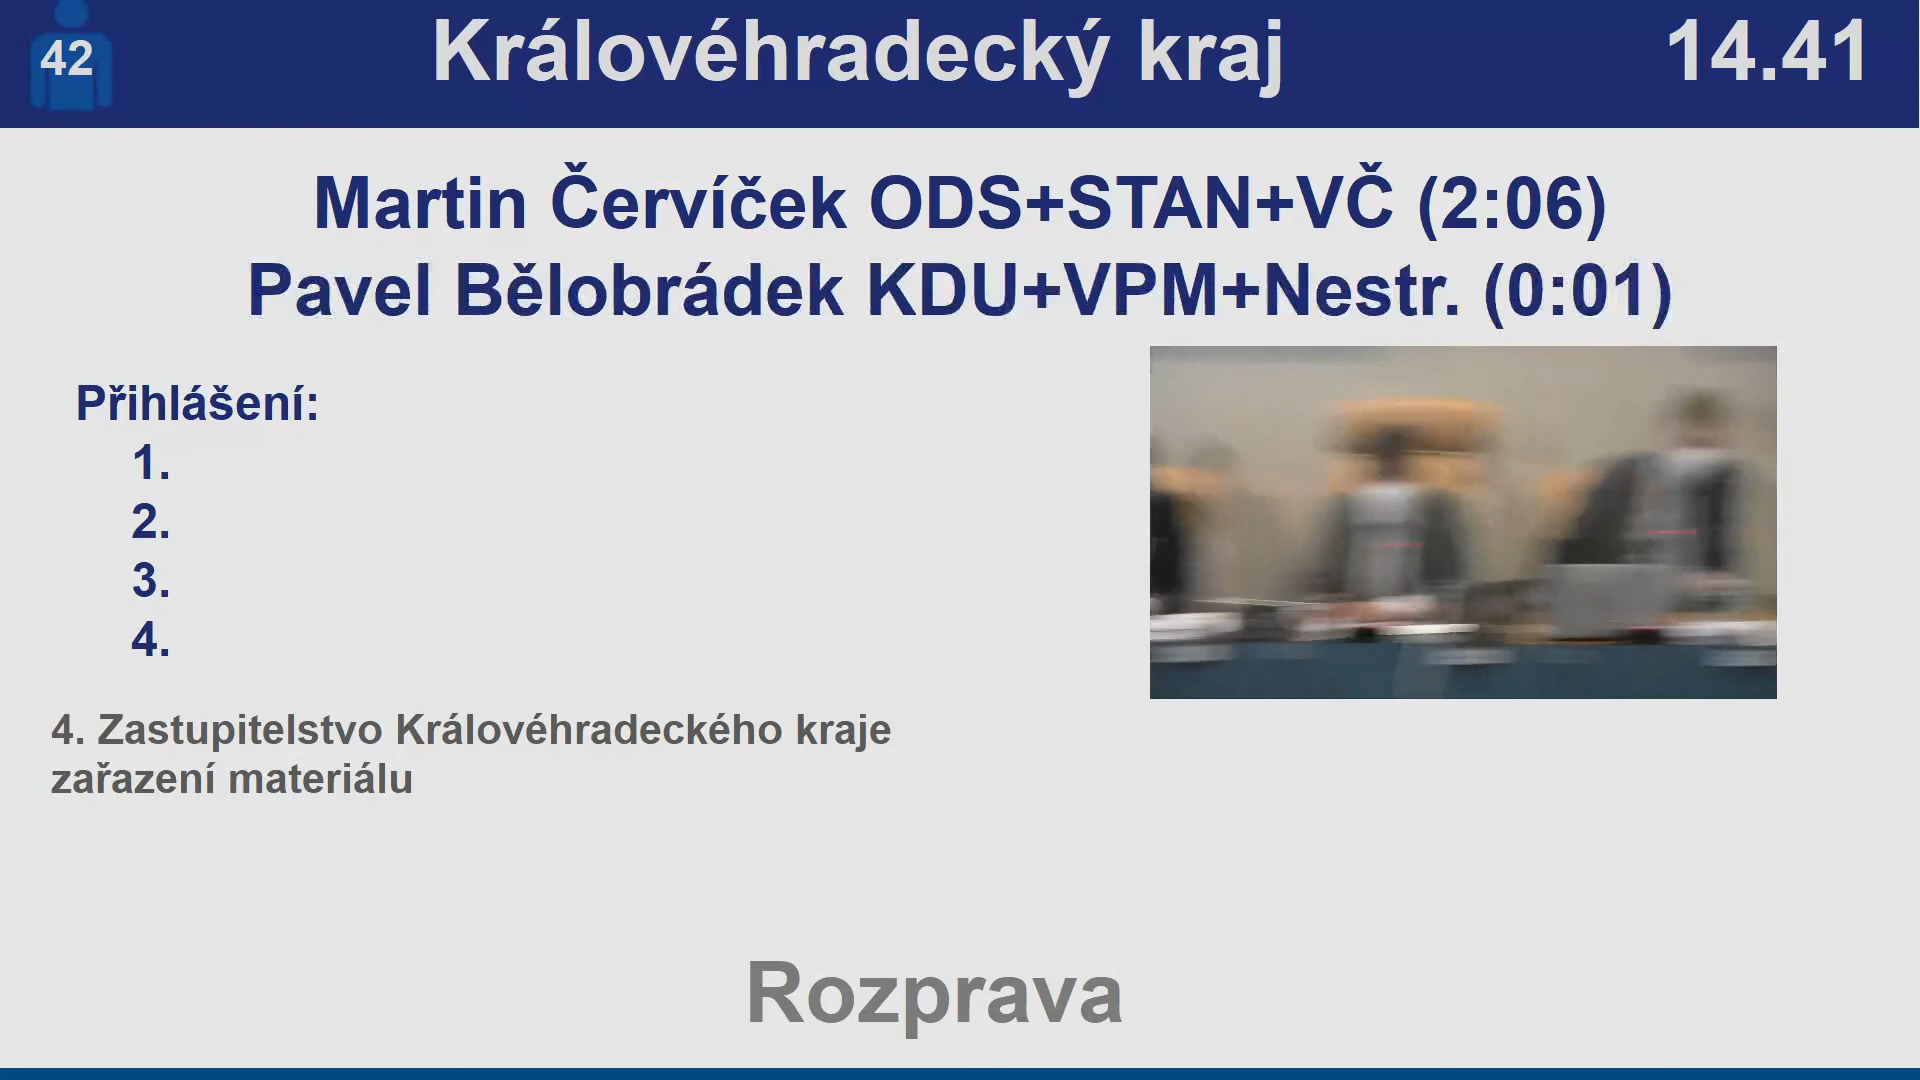 42
Královéhradecký kraj
14.41
Martin Červíček ODS+STAN+VČ (2:06)
Pavel Bělobrádek KDU+VPM+Nestr. (0:01)
Přihlášení:
1.
2.
3.
4.
4. Zastupitelstvo Královéhradeckého kraje
zařazení materiálu
Rozprava